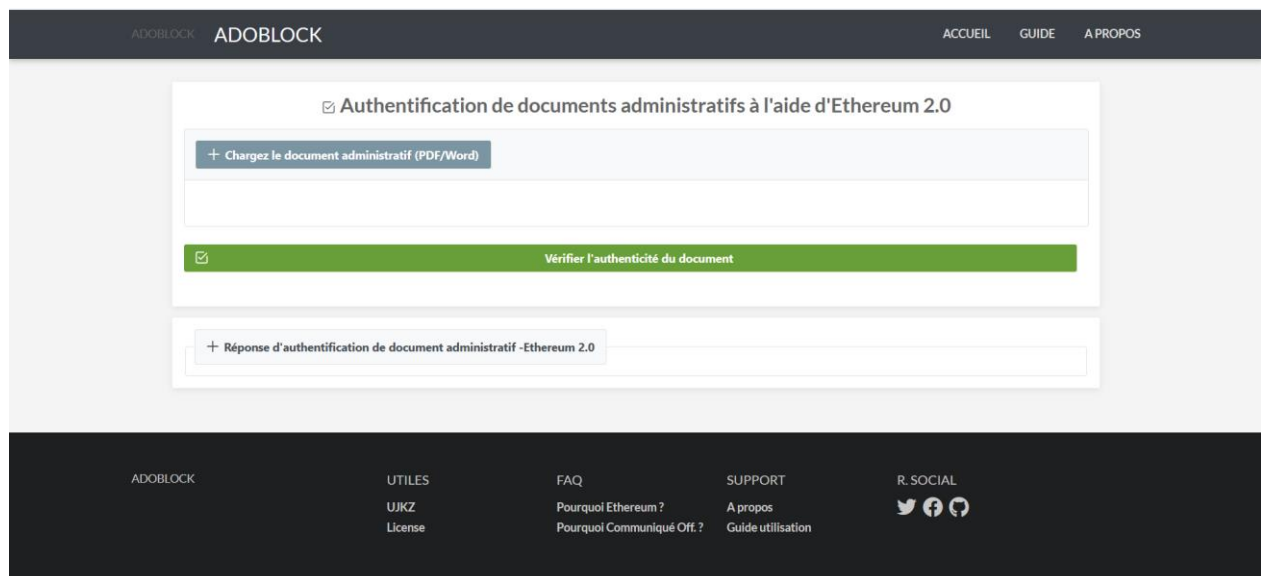 ADOBLOCK ADOBLOCK ACCUEIL GUIDE A PROPOS
Authentification de documents administratifs à l'aide d'Ethereum 2.0
+ Chargez le document administratif (PDF/Word)
Vérifier l'authenticité du document
+ Réponse d'authentification de document administratif -Ethereum 2.0
ADOBLOCK
UTILES
UJKZ
License
FAQ
Pourquoi Ethereum ?
Pourquoi Communiqué Off. ?
SUPPORT
A propos
Guide utilisation
R. SOCIAL